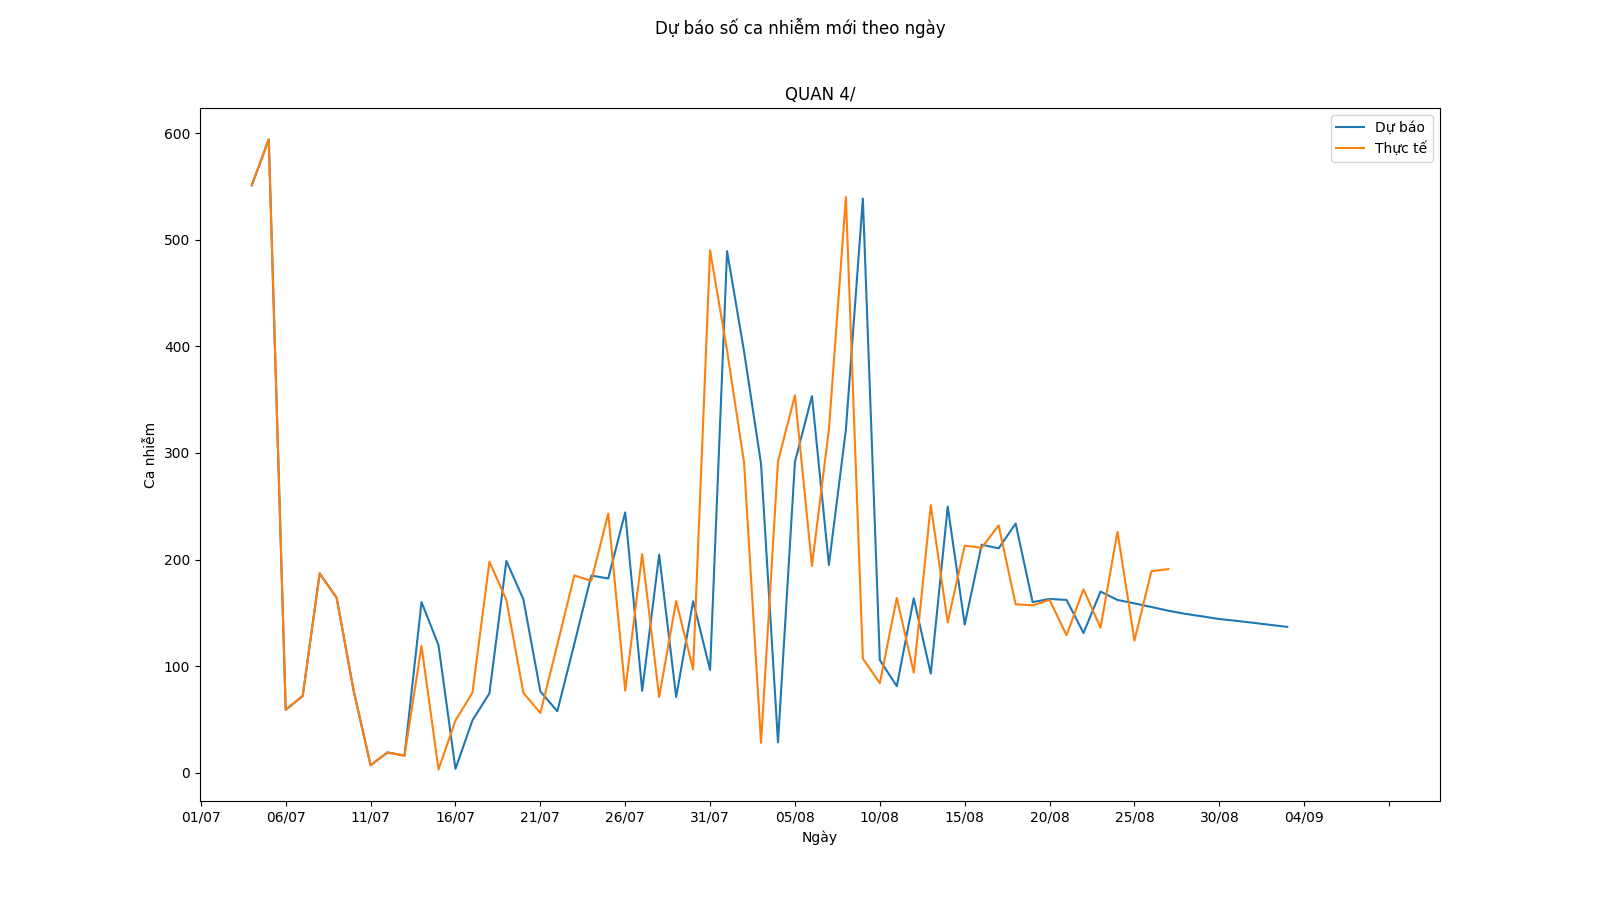 Dự báo số ca nhiễm mới theo ngày
QUAN 4/
Dự báo
Thực tế
600
500
400
300
200
100
0
Ca nhiễm
01/07 06/07 11/07 16/07 21/07 26/07 31/07 05/08 10/08 15/08 20/08 25/08 30/08 04/09
Ngày